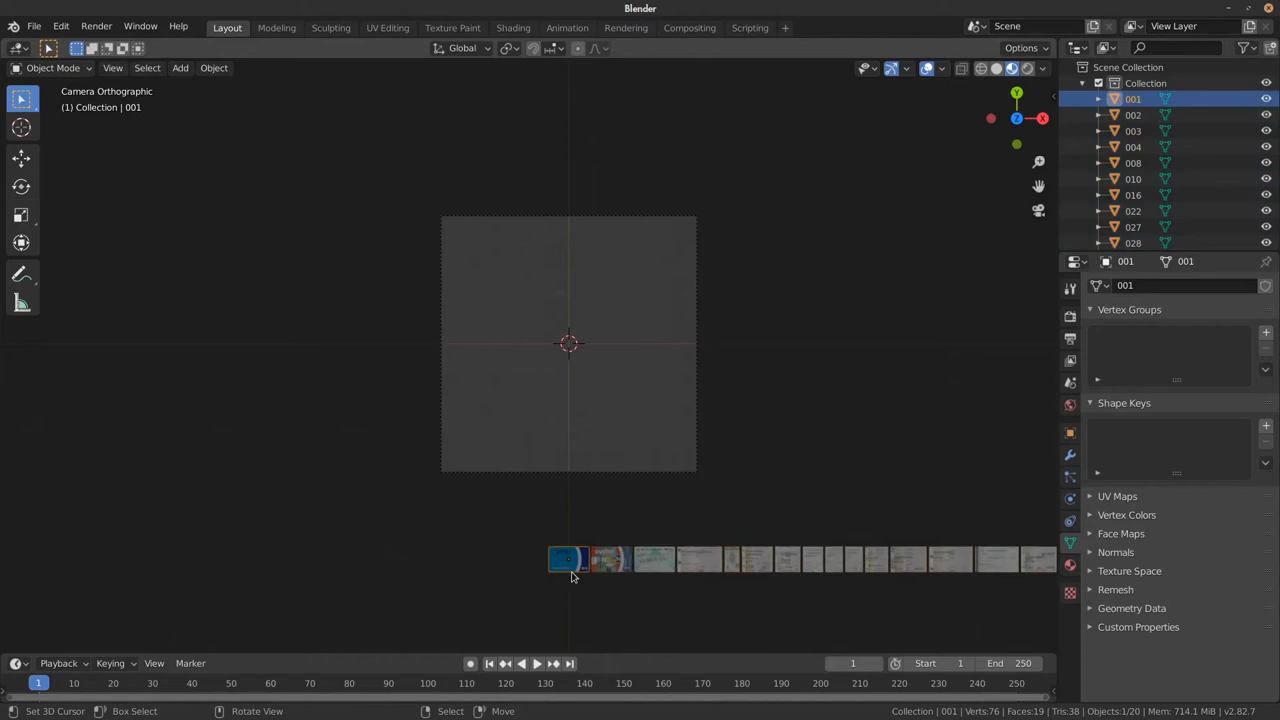 Blender
File Edit Render Window Help Layout Modeling Sculpting UV Editing Texture Paint Shading Animation Rendering Compositing Scripting + Scene View Layer
Global Options
Object Mode View Select Add Object
Camera Orthographic
(1) Collection | 001
Y
Z X
Scene Collection
Collection
001
002
003
004
008
010
016
022
027
028
001 001
001
Vertex Groups
Shape Keys
UV Maps
Vertex Colors
Face Maps
Normals
Texture Space
Remesh
Geometry Data
Custom Properties
Playback Keying View Marker 1 Start 1 End 250
1 10 20 30 40 50 60 70 80 90 100 110 120 130 140 150 160 170 180 190 200 210 220 230 240 250
Set 3D Cursor Box Select Rotate View Select Move Collection | 001 | Verts:76 | Faces:19 | Tris:38 | Objects:1/20 | Mem: 714.1 MiB | v2.82.7